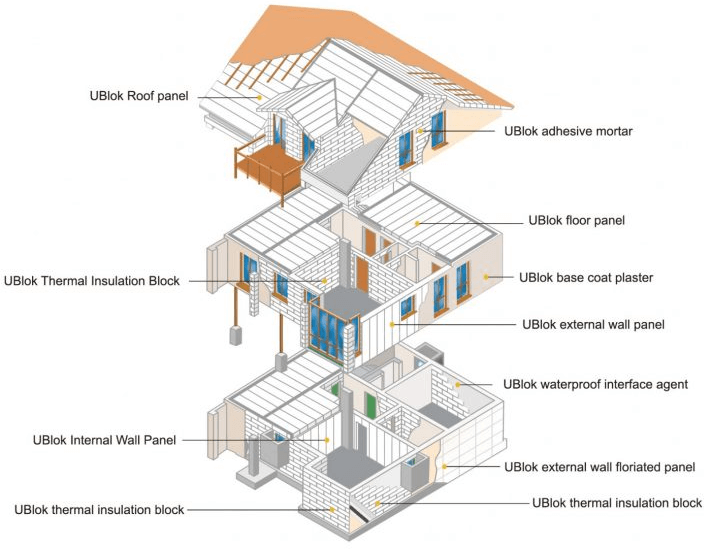 UBlok Roof panel
UBlok adhesive mortar
UBlok floor panel
UBlok Thermal Insulation Block
UBlok base coat plaster
UBlok external wall panel
UBlok waterproof interface agent
UBlok Internal Wall Panel
UBlok external wall floriated panel
UBlok thermal insulation block
UBlok thermal insulation block